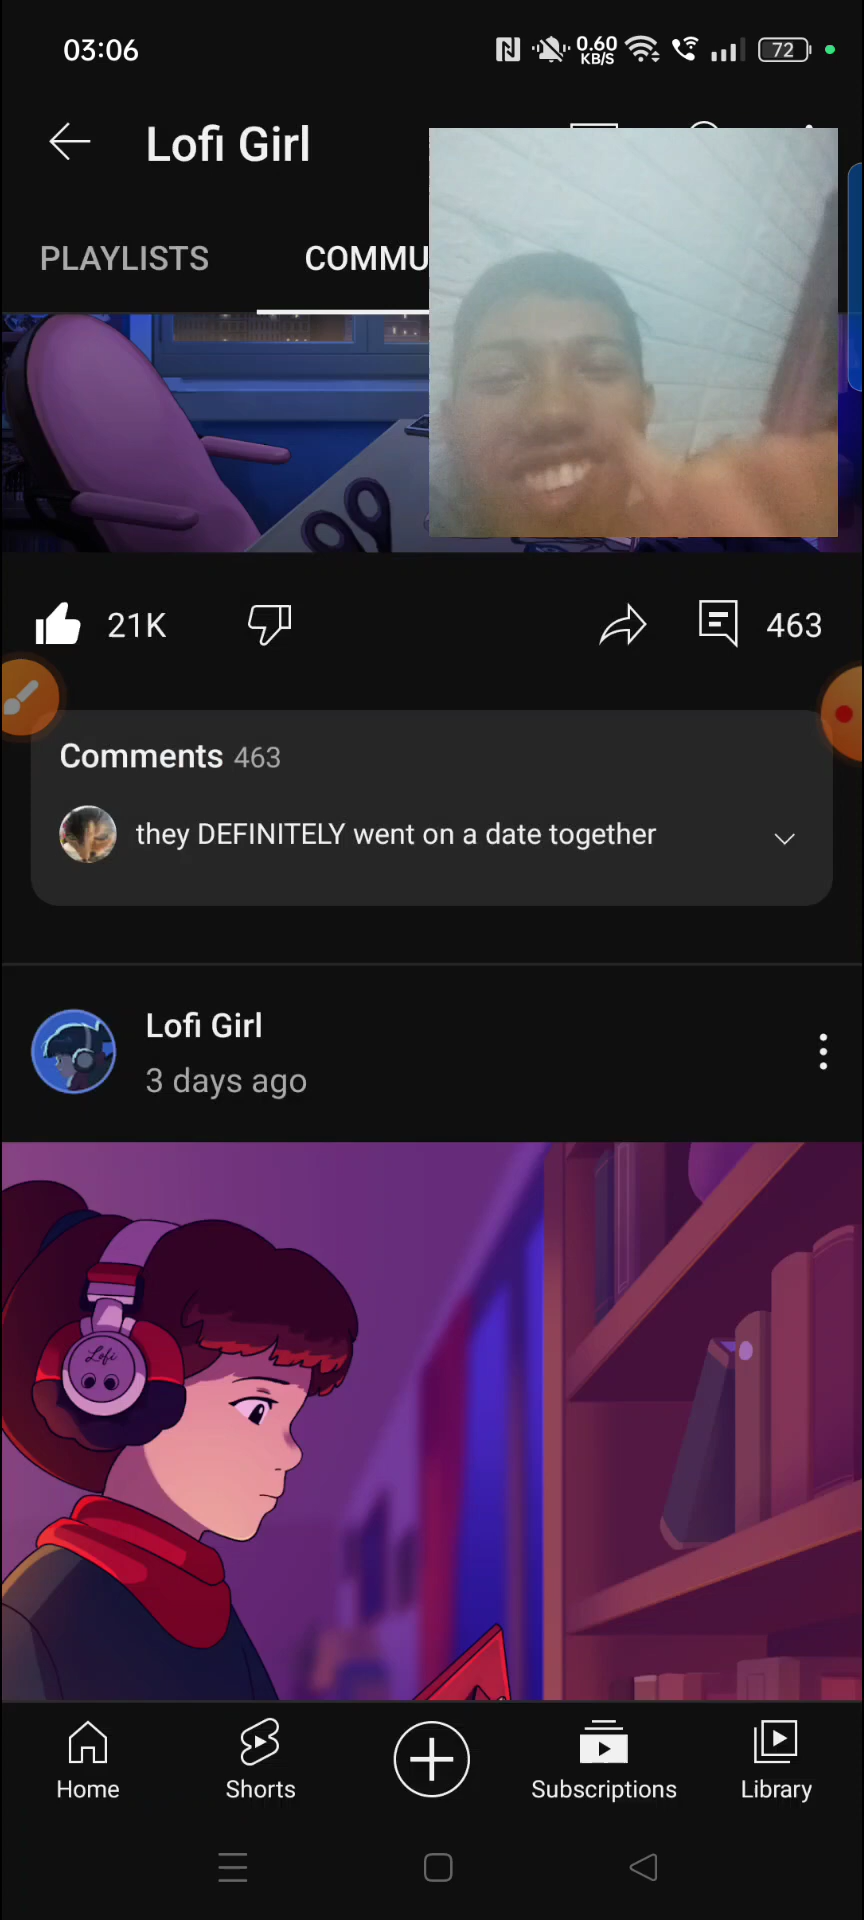 03:06
0.60
KB/S
72
Lofi Girl
PLAYLISTS
COMMU
21K
463
Comments 463
they DEFINITELY went on a date together
Lofi Girl
3 days ago
Lofi
Home
Shorts
Subscriptions
Library